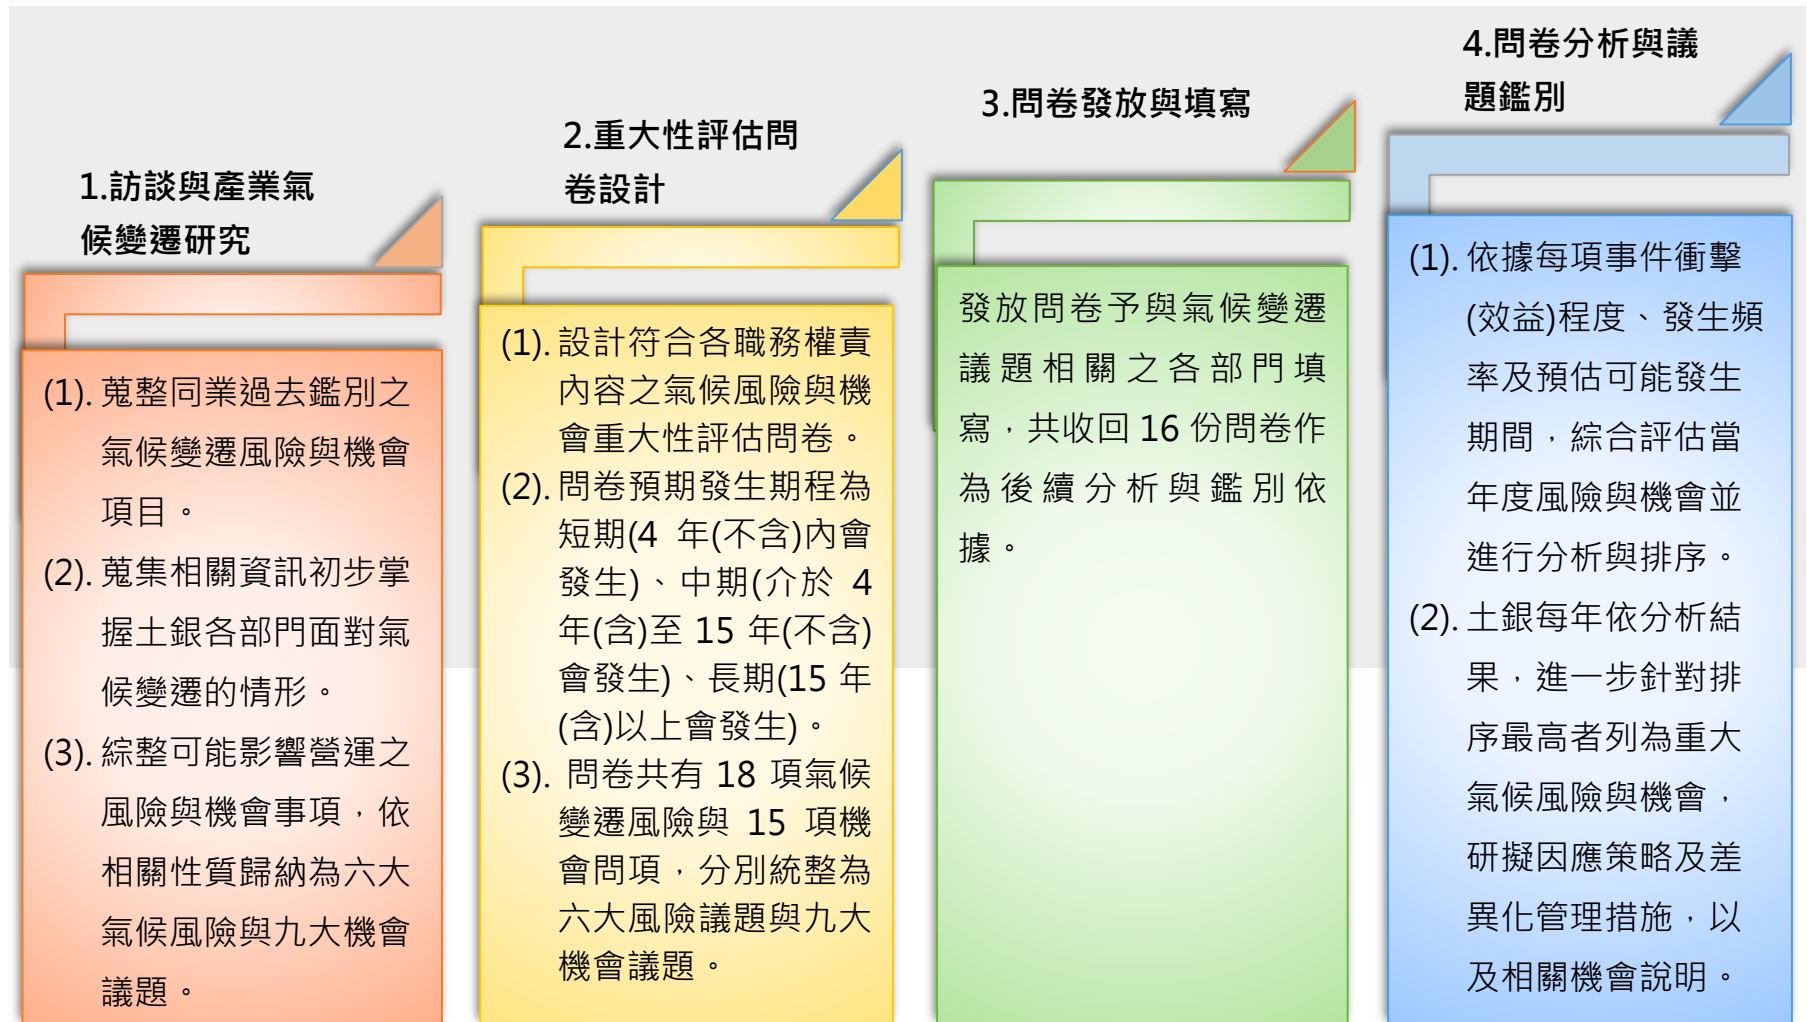 1.訪談與產業氣
候變遷研究
(1). 蒐整同業過去鑑別之
氣候變遷風險與機會
項目。
(2). 蒐集相關資訊初步掌
握土銀各部門面對氣
候變遷的情形。
(3). 綜整可能影響營運之
風險與機會事項，依
相關性質歸納為六大
氣候風險與九大機會
議題。
2.重大性評估問
卷設計
(1). 設計符合各職務權責
內容之氣候風險與機
會重大性評估問卷。
(2). 問卷預期發生期程為
短期(4 年(不含)內會
發生)、中期(介於 4
年(含)至 15 年(不含)
會發生)、長期(15 年
(含)以上會發生)。
(3). 問卷共有 18 項氣候
變遷風險與 15 項機
會問項，分別統整為
六大風險議題與九大
機會議題。
3.問卷發放與填寫
發放問卷予與氣候變遷
議題相關之各部門填
寫，共收回 16 份問卷作
為後續分析與鑑別依
據。
4.問卷分析與議
題鑑別
(1). 依據每項事件衝擊
(效益)程度、發生頻
率及預估可能發生
期間，綜合評估當
年度風險與機會並
進行分析與排序。
(2). 土銀每年依分析結
果，進一步針對排
序最高者列為重大
氣候風險與機會，
研擬因應策略及差
異化管理措施，以
及相關機會說明。